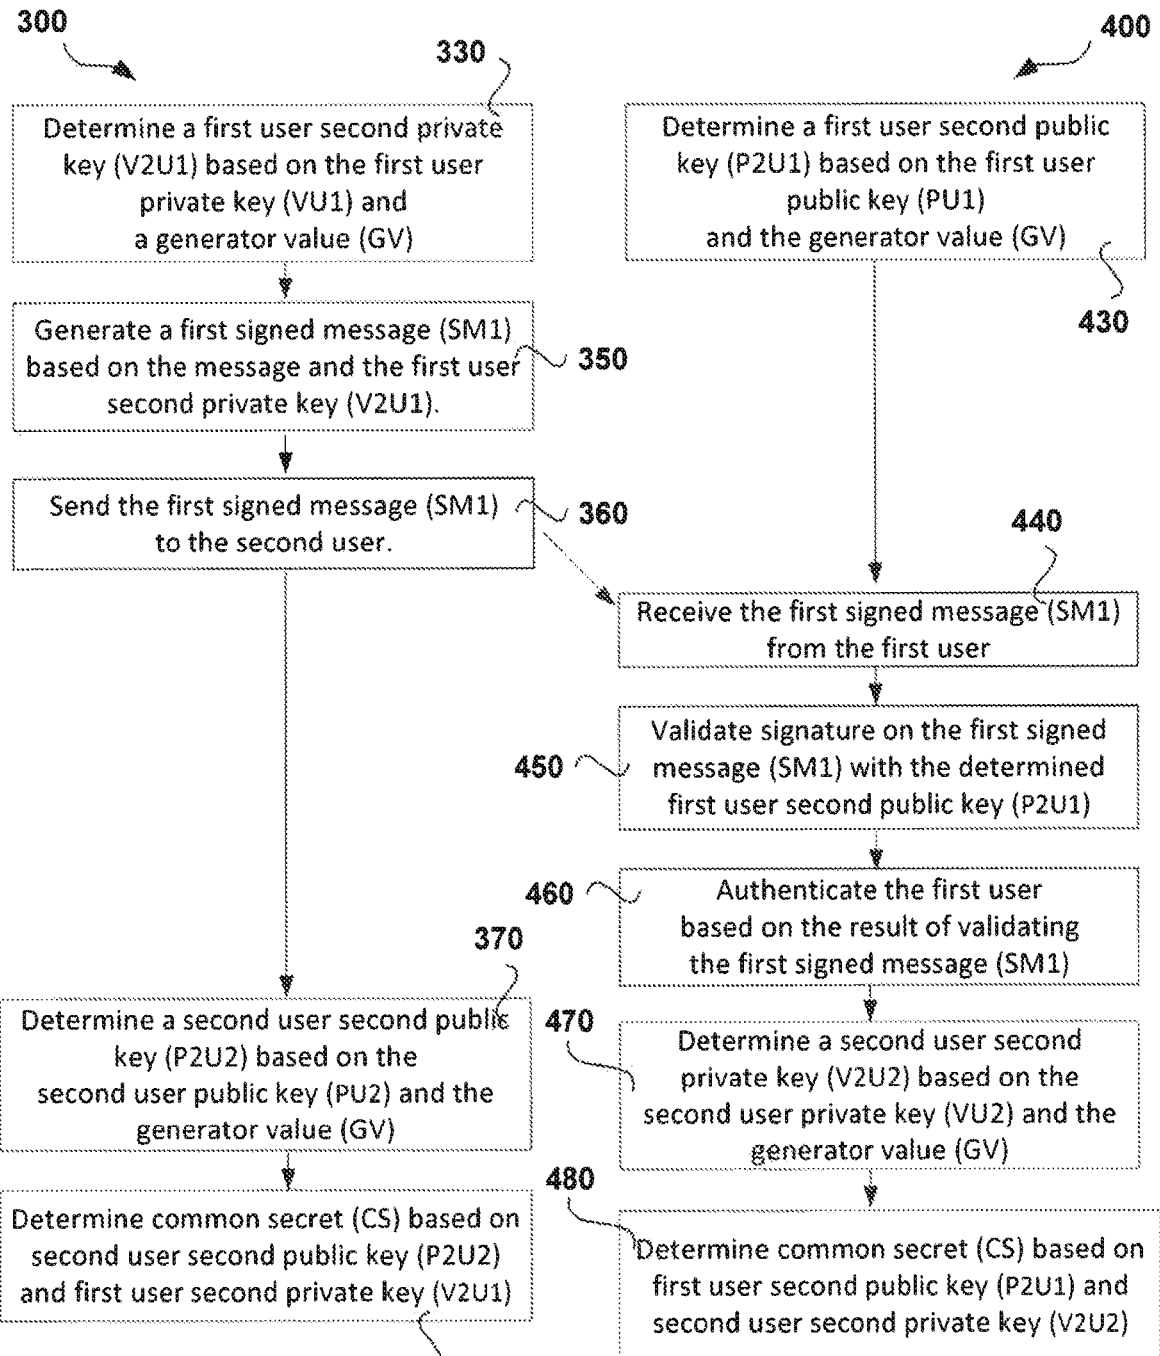 300
330
Determine a first user second private
key (V2U1) based on the first user
private key (VU1) and
a generator value (GV)
Generate a first signed message (SM1)
based on the message and the first user
second private key (V2U1).
350
Send the first signed message (SM1)
to the second user.
360
370
Determine a second user second public
key (P2U2) based on the
second user public key (PU2) and the
generator value (GV)
Determine common secret (CS) based on
second user second public key (P2U2)
and first user second private key (V2U1)
400
Determine a first user second public
key (P2U1) based on the first user
public key (PU1)
and the generator value (GV)
430
440
Receive the first signed message (SM1)
from the first user
450
Validate signature on the first signed
message (SM1) with the determined
first user second public key (P2U1)
460
Authenticate the first user
based on the result of validating
the first signed message (SM1)
470
Determine a second user second
private key (V2U2) based on the
second user private key (VU2) and the
generator value (GV)
480
Determine common secret (CS) based on
first user second public key (P2U1) and
second user second private key (V2U2)